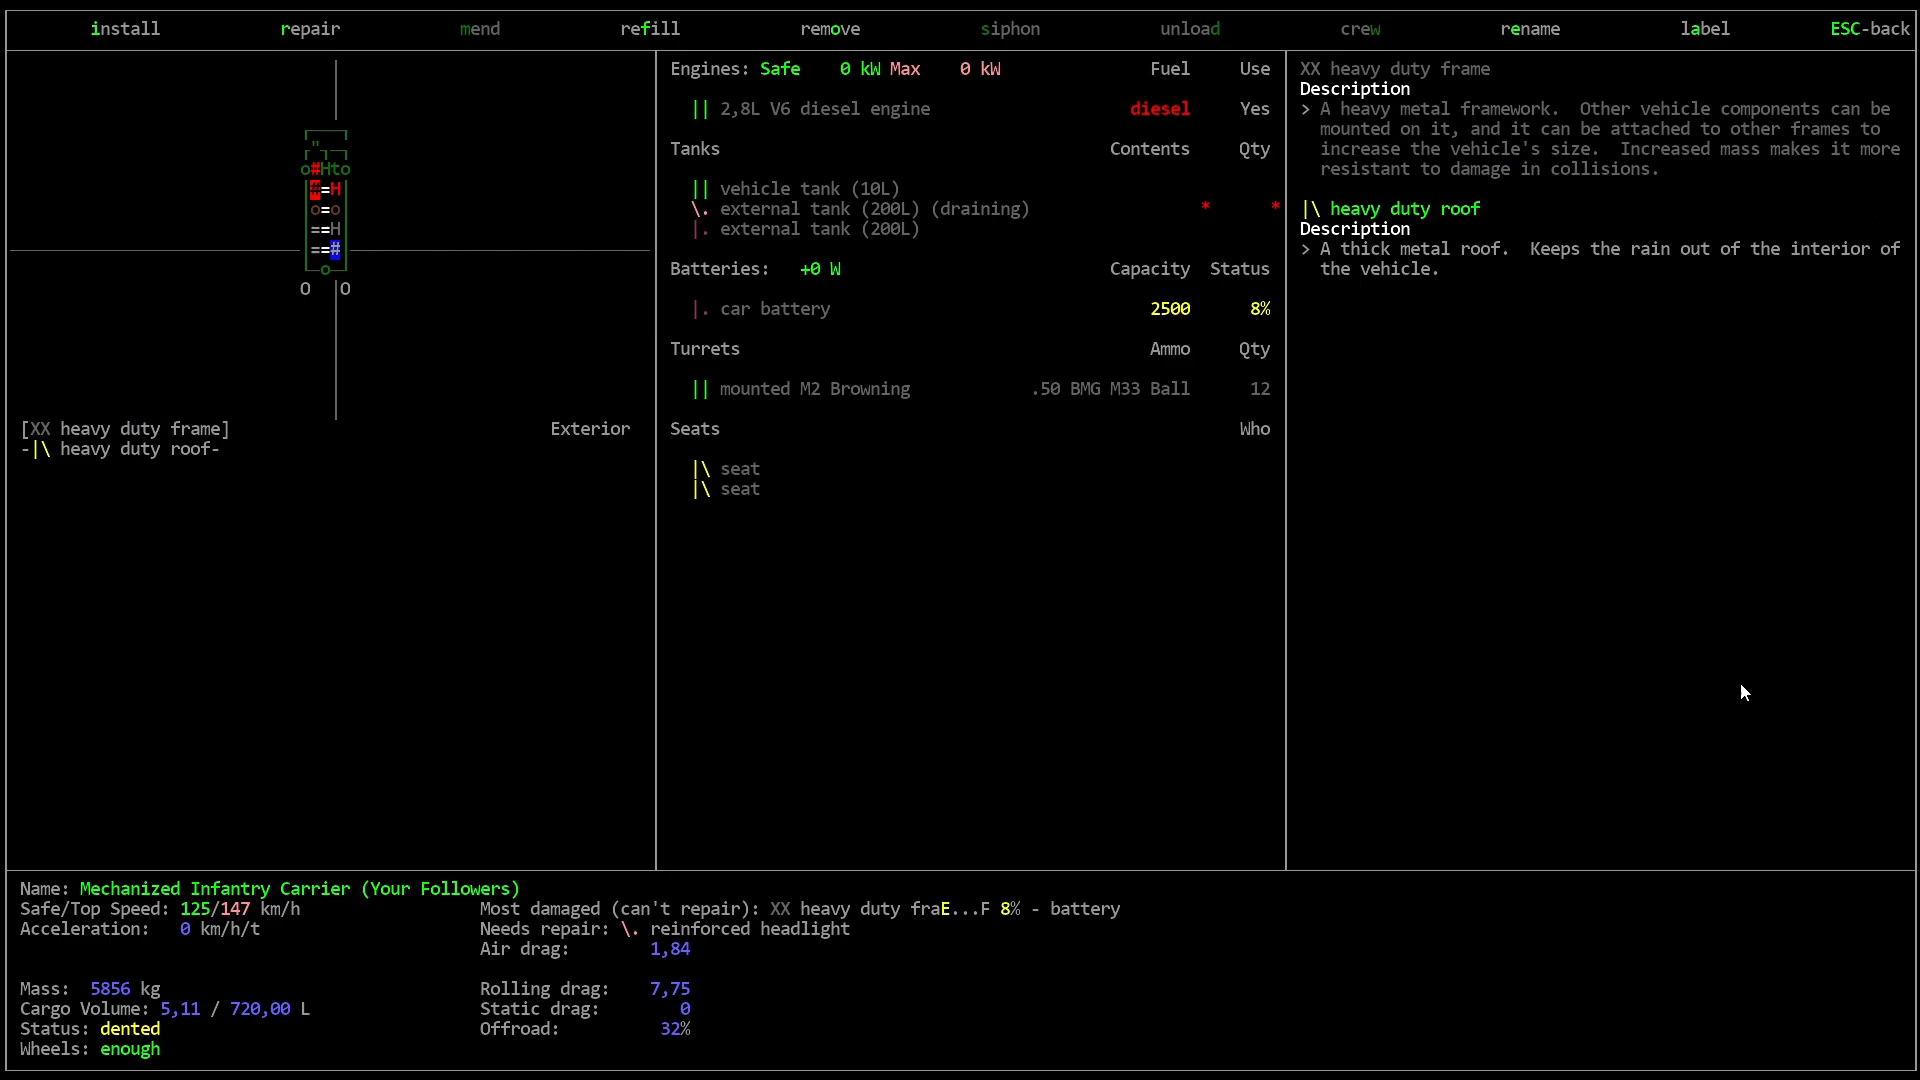 install repair mend refill remove siphon unload crew rename label ESC-back
Engines: Safe 0 kW Max 0 kW Fuel Use
|| 2,8L V6 diesel engine diesel Yes
Tanks Contents Qty
|| vehicle tank (10L)
\. external tank (200L) (draining) * *
|. external tank (200L)
Batteries: +0 W Capacity Status
|. car battery 2500 8%
Turrets Ammo Qty
|| mounted M2 Browning .50 BMG M33 Ball 12
Seats Who
|\ seat
|\ seat
XX heavy duty frame
Description
> A heavy metal framework. Other vehicle components can be
mounted on it, and it can be attached to other frames to
increase the vehicle's size. Increased mass makes it more
resistant to damage in collisions.
|\ heavy duty roof
Description
> A thick metal roof. Keeps the rain out of the interior of
the vehicle.
o#Hto
#=H
o=o
==H
==#
o
O O
[XX heavy duty frame] Exterior
-|\ heavy duty roof-
Name: Mechanized Infantry Carrier (Your Followers)
Safe/Top Speed: 125/147 km/h
Acceleration: 0 km/h/t
Mass: 5856 kg
Cargo Volume: 5,11 / 720,00 L
Status: dented
Wheels: enough
Most damaged (can't repair): XX heavy duty fraE...F 8% - battery
Needs repair: \. reinforced headlight
Air drag: 1,84
Rolling drag: 7,75
Static drag: 0
Offroad: 32%